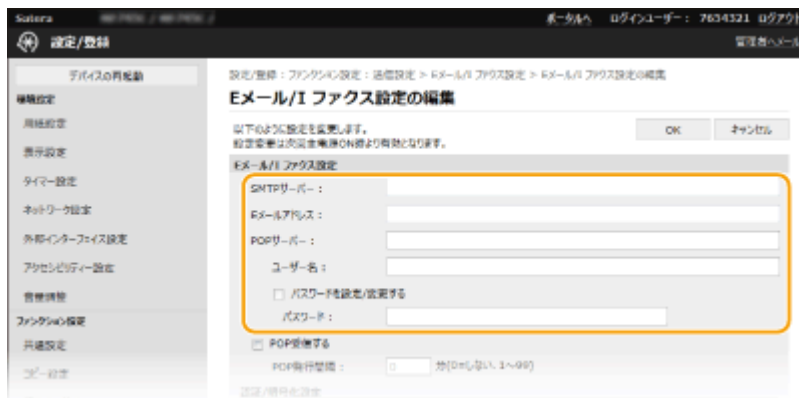 Satera
ポータルへ ログインユーザー： 7654321 ログアウト
設定/登録
管理者へメール
デバイスの再起動
設定/登録 : ファンクション設定 : 送信設定 > Eメール/I ファクス設定 > Eメール/I ファクス設定の編集
環境設定
Eメール/I ファクス設定の編集
用紙設定
以下のように設定を変更します。
設定変更は次回主電源ON時より有効となります。
OK
キャンセル
表示設定
Eメール/I ファクス設定
タイマー設定
SMTPサーバー：
ネットワーク設定
Eメールアドレス：
外部インターフェイス設定
POPサーバー：
アクセシビリティー設定
ユーザー名：
音量調整
パスワードを設定/変更する
パスワード：
ファンクション設定
共通設定
POP受信する
コピー設定
POP発行間隔： 0 分(0=しない、1～99)
認証/暗号化設定